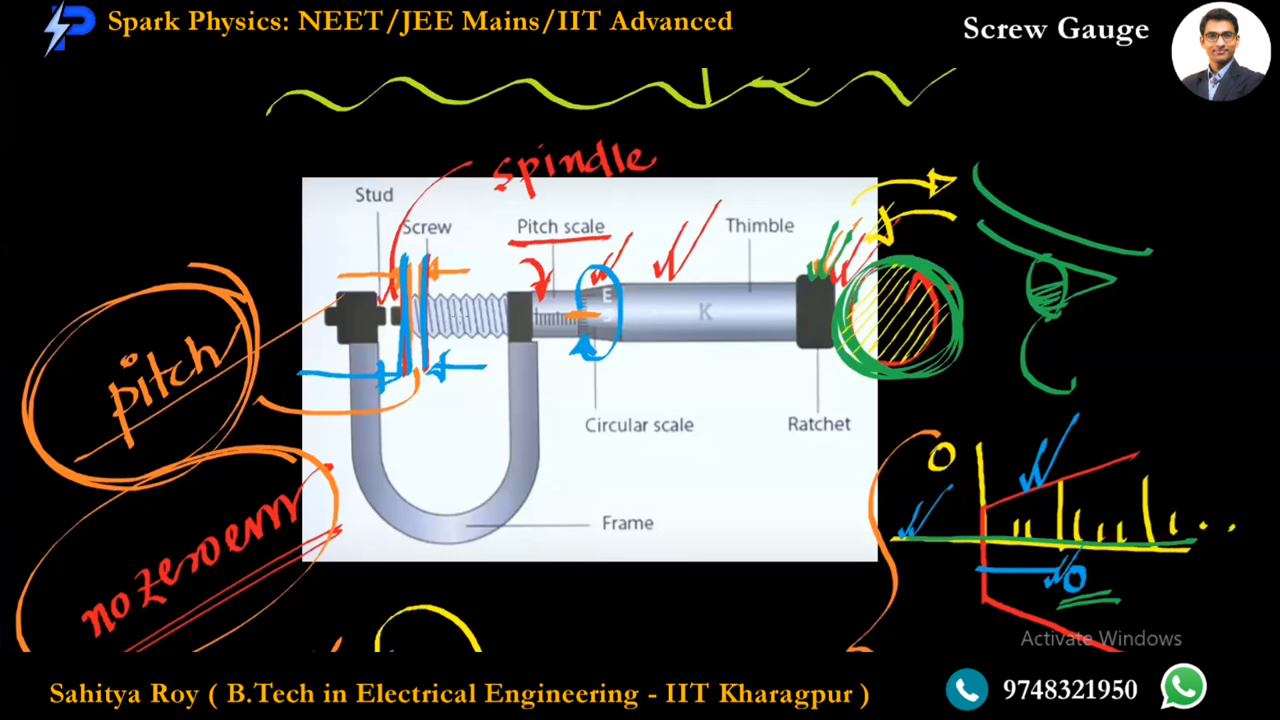 Spark Physics: NEET/JEE Mains/IIT Advanced
Screw Gauge
spindle
Stud
Screw
Pitch scale
Thimble
E
K
pitch
Circular scale
Ratchet
0
Frame
no zero
0
Activate Windows
Sahitya Roy ( B.Tech in Electrical Engineering - IIT Kharagpur )
9748321950